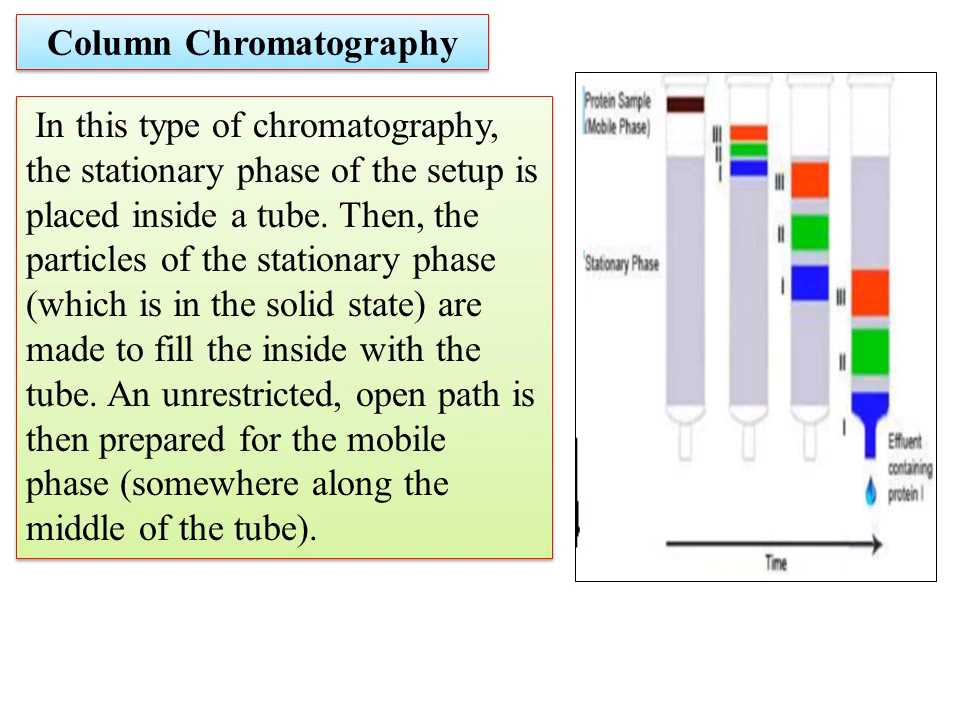 Column Chromatography
In this type of chromatography,
the stationary phase of the setup is
placed inside a tube. Then, the
particles of the stationary phase
(which is in the solid state) are
made to fill the inside with the
tube. An unrestricted, open path is
then prepared for the mobile
phase (somewhere along the
middle of the tube).
Protein Sample
(Mobile Phase)
Stationary Phase
III
II
I
III
II
I
III
II
I
Effluent
containing
protein I
Time